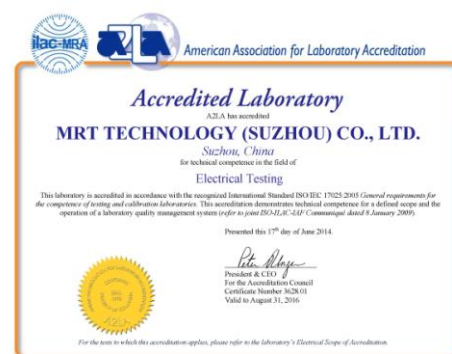 ilac-MRA
A2LA
American Association for Laboratory Accreditation
Accredited Laboratory
A2LA has accredited
MRT TECHNOLOGY (SUZHOU) CO., LTD.
Suzhou, China
for technical competence in the field of
Electrical Testing
This laboratory is accredited in accordance with the recognized International Standard ISO/IEC 17025:2005 General requirements for
the competence of testing and calibration laboratories. This accreditation demonstrates technical competence for a defined scope and the
operation of a laboratory quality management system (refer to joint ISO-ILAC-IAF Communiqué dated 8 January 2009).
Presented this 17th day of June 2014.
President & CEO
For the Accreditation Council
Certificate Number 3628.01
Valid to August 31, 2016
A2LA
For the tests to which this accreditation applies, please refer to the laboratory's Electrical Scope of Accreditation.